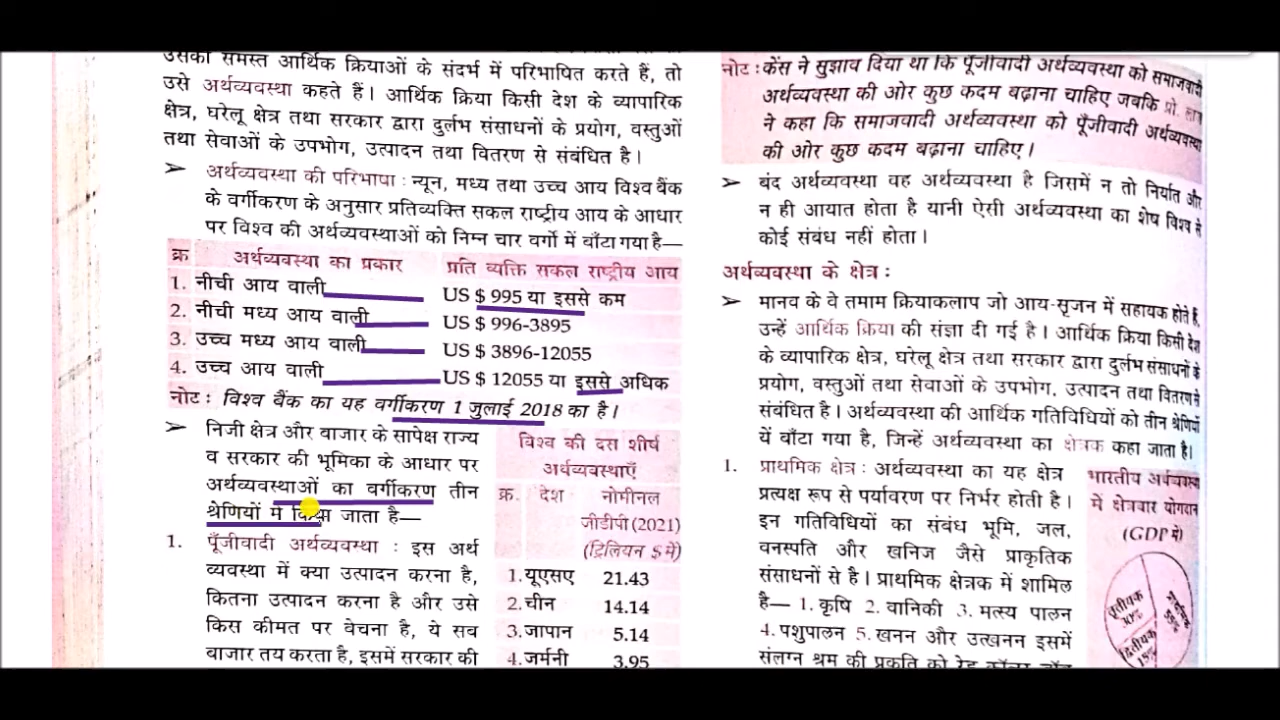 उसकी समस्त आर्थिक क्रियाओं के संदर्भ में परिभाषित करते हैं, तो
उसे अर्थव्यवस्था कहते हैं। आर्थिक क्रिया किसी देश के व्यापारिक
क्षेत्र, घरेलू क्षेत्र तथा सरकार द्वारा दुर्लभ संसाधनों के प्रयोग, वस्तुओं
तथा सेवाओं के उपभोग, उत्पादन तथा वितरण से संबंधित है।
➢ अर्थव्यवस्था की परिभाषा : न्यून, मध्य तथा उच्च आय विश्व बैंक
के वर्गीकरण के अनुसार प्रतिव्यक्ति सकल राष्ट्रीय आय के आधार
पर विश्व की अर्थव्यवस्थाओं को निम्न चार वर्गो में बाँटा गया है—
क्र अर्थव्यवस्था का प्रकार प्रति व्यक्ति सकल राष्ट्रीय आय
1. नीची आय वाली US $ 995 या इससे कम
2. नीची मध्य आय वाली US $ 996-3895
3. उच्च मध्य आय वाली US $ 3896-12055
4. उच्च आय वाली US $ 12055 या इससे अधिक
नोट : विश्व बैंक का यह वर्गीकरण 1 जुलाई 2018 का है।
➢ निजी क्षेत्र और बाजार के सापेक्ष राज्य
व सरकार की भूमिका के आधार पर
अर्थव्यवस्थाओं का वर्गीकरण तीन
श्रेणियों में किया जाता है—
1. पूँजीवादी अर्थव्यवस्था : इस अर्थ
व्यवस्था में क्या उत्पादन करना है,
कितना उत्पादन करना है और उसे
किस कीमत पर वेचना है, ये सब
बाजार तय करता है, इसमें सरकार की
विश्व की दस शीर्ष
अर्थव्यवस्थाएँ
क्र. देश नोमीनल
जीडीपी (2021)
(ट्रिलियन $ में)
1. यूएसए 21.43
2. चीन 14.14
3. जापान 5.14
4. जर्मनी 3.95
नोट : केंस ने सुझाव दिया था कि पूँजीवादी अर्थव्यवस्था को समाजवादी
अर्थव्यवस्था की ओर कुछ कदम बढ़ाना चाहिए जबकि प्रो.
ने कहा कि समाजवादी अर्थव्यवस्था को पूँजीवादी अर्थव्यवस्था
की ओर कुछ कदम बढ़ाना चाहिए।
➢ बंद अर्थव्यवस्था वह अर्थव्यवस्था है जिसमें न तो निर्यात और
न ही आयात होता है यानी ऐसी अर्थव्यवस्था का शेष विश्व से
कोई संबंध नहीं होता।
अर्थव्यवस्था के क्षेत्र :
➢ मानव के वे तमाम क्रियाकलाप जो आय-सृजन में सहायक होते हैं,
उन्हें आर्थिक क्रिया की संज्ञा दी गई है। आर्थिक क्रिया किसी देश
के व्यापारिक क्षेत्र, घरेलू क्षेत्र तथा सरकार द्वारा दुर्लभ संसाधनों के
प्रयोग, वस्तुओं तथा सेवाओं के उपभोग, उत्पादन तथा वितरण से
संबंधित है। अर्थव्यवस्था की आर्थिक गतिविधियों को तीन श्रेणियों
यें बाँटा गया है, जिन्हें अर्थव्यवस्था का क्षेत्रक कहा जाता है।
1. प्राथमिक क्षेत्र : अर्थव्यवस्था का यह क्षेत्र
प्रत्यक्ष रूप से पर्यावरण पर निर्भर होती है।
इन गतिविधियों का संबंध भूमि, जल,
वनस्पति और खनिज जैसे प्राकृतिक
संसाधनों से है। प्राथमिक क्षेत्रक में शामिल
है— 1. कृषि 2. वानिकी 3. मत्स्य पालन
4. पशुपालन 5. खनन और उत्खनन इसमें
संलग्न श्रम की प्रकृति को रेड कॉलर जॉब
भारतीय अर्थव्यवस्था
में क्षेत्रवार योगदान
(GDP में)
तृतीयक
प्राथमिक
द्वितीयक